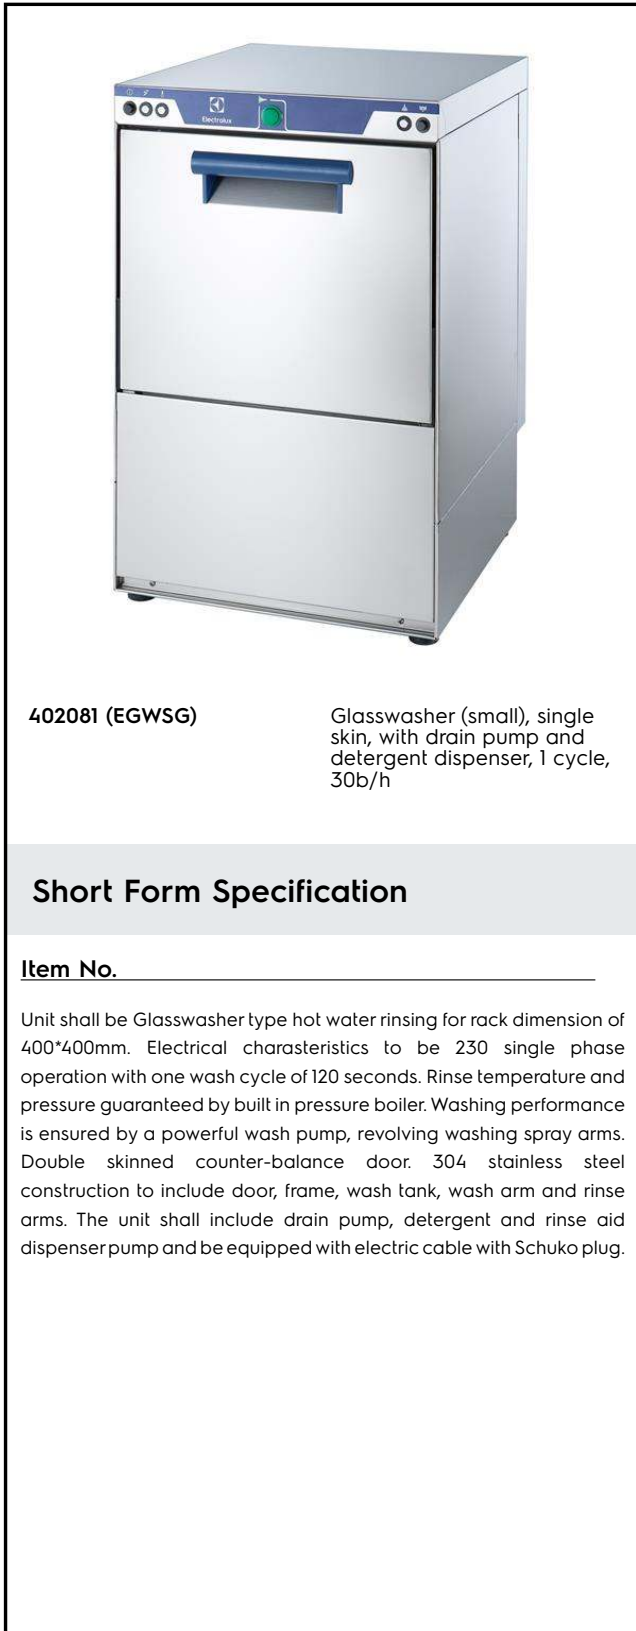 Electrolux
402081 (EGWSG)
Glasswasher (small), single
skin, with drain pump and
detergent dispenser, 1 cycle,
30b/h
Short Form Specification
Item No.
Unit shall be Glasswasher type hot water rinsing for rack dimension of
400*400mm. Electrical charasteristics to be 230 single phase
operation with one wash cycle of 120 seconds. Rinse temperature and
pressure guaranteed by built in pressure boiler. Washing performance
is ensured by a powerful wash pump, revolving washing spray arms.
Double skinned counter-balance door. 304 stainless steel
construction to include door, frame, wash tank, wash arm and rinse
arms. The unit shall include drain pump, detergent and rinse aid
dispenser pump and be equipped with electric cable with Schuko plug.